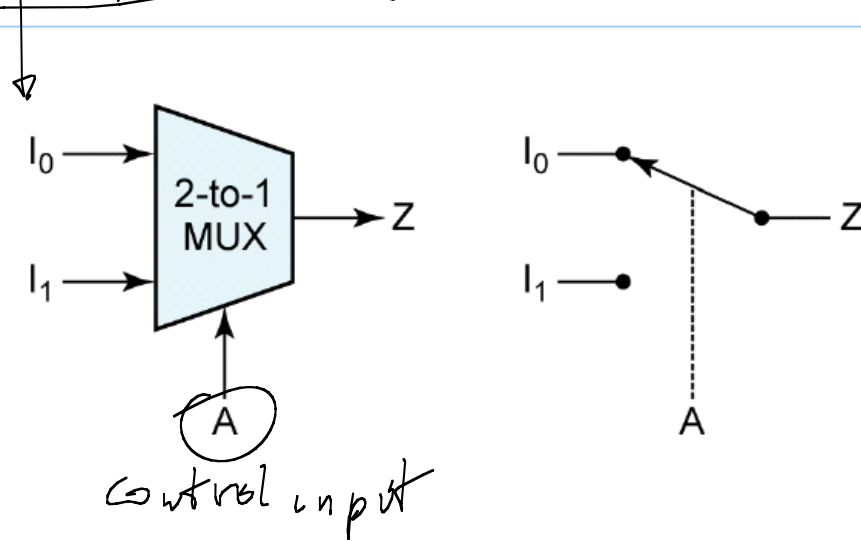 I₀ I₀
2-to-1
MUX
Z Z
I₁ I₁
A A
control input